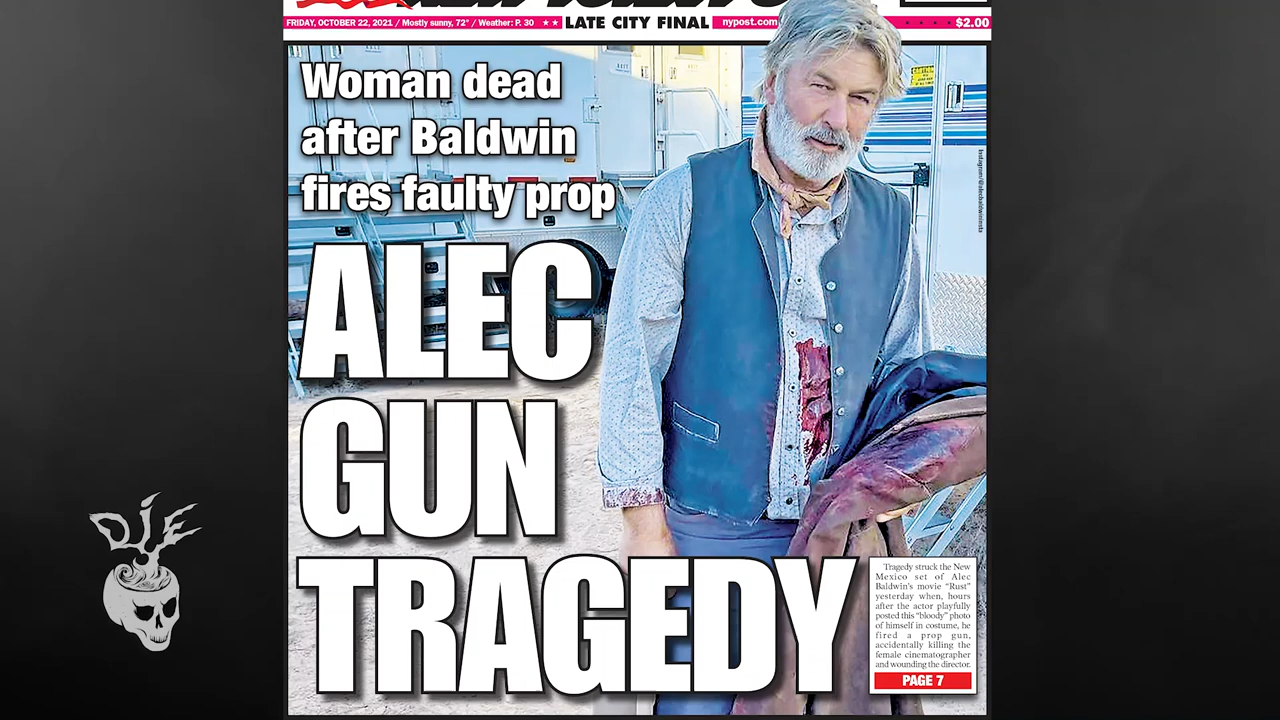 FRIDAY, OCTOBER 22, 2021 / Mostly sunny, 72° / Weather: P. 30 ★★ LATE CITY FINAL nypost.com $2.00
Woman dead
after Baldwin
fires faulty prop
ALEC
GUN
TRAGEDY
Instagram/@alecbaldwininsta
Tragedy struck the New
Mexico set of Alec
Baldwin's movie “Rust”
yesterday when, hours
after the actor playfully
posted this “bloody” photo
of himself in costume, he
fired a prop gun,
accidentally killing the
female cinematographer
and wounding the director.
PAGE 7
DJE